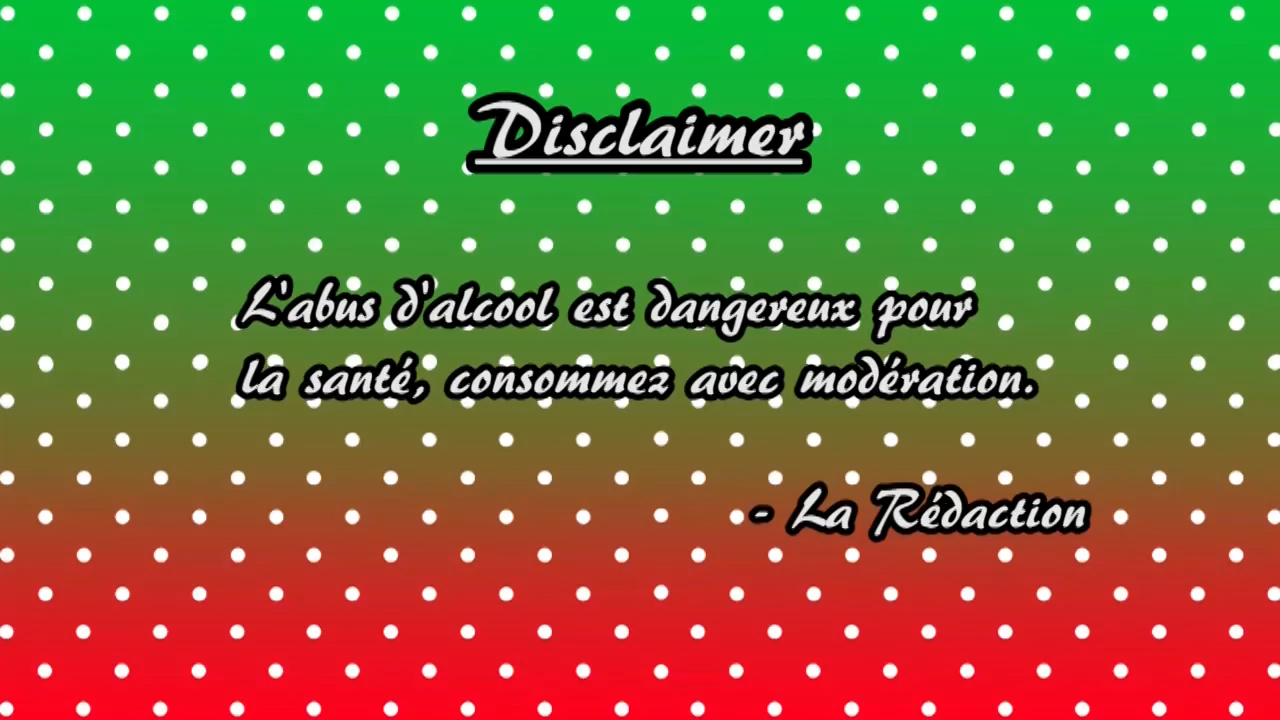 Disclaimer
L'abus d'alcool est dangereux pour
la santé, consommez avec modération.
- La Rédaction